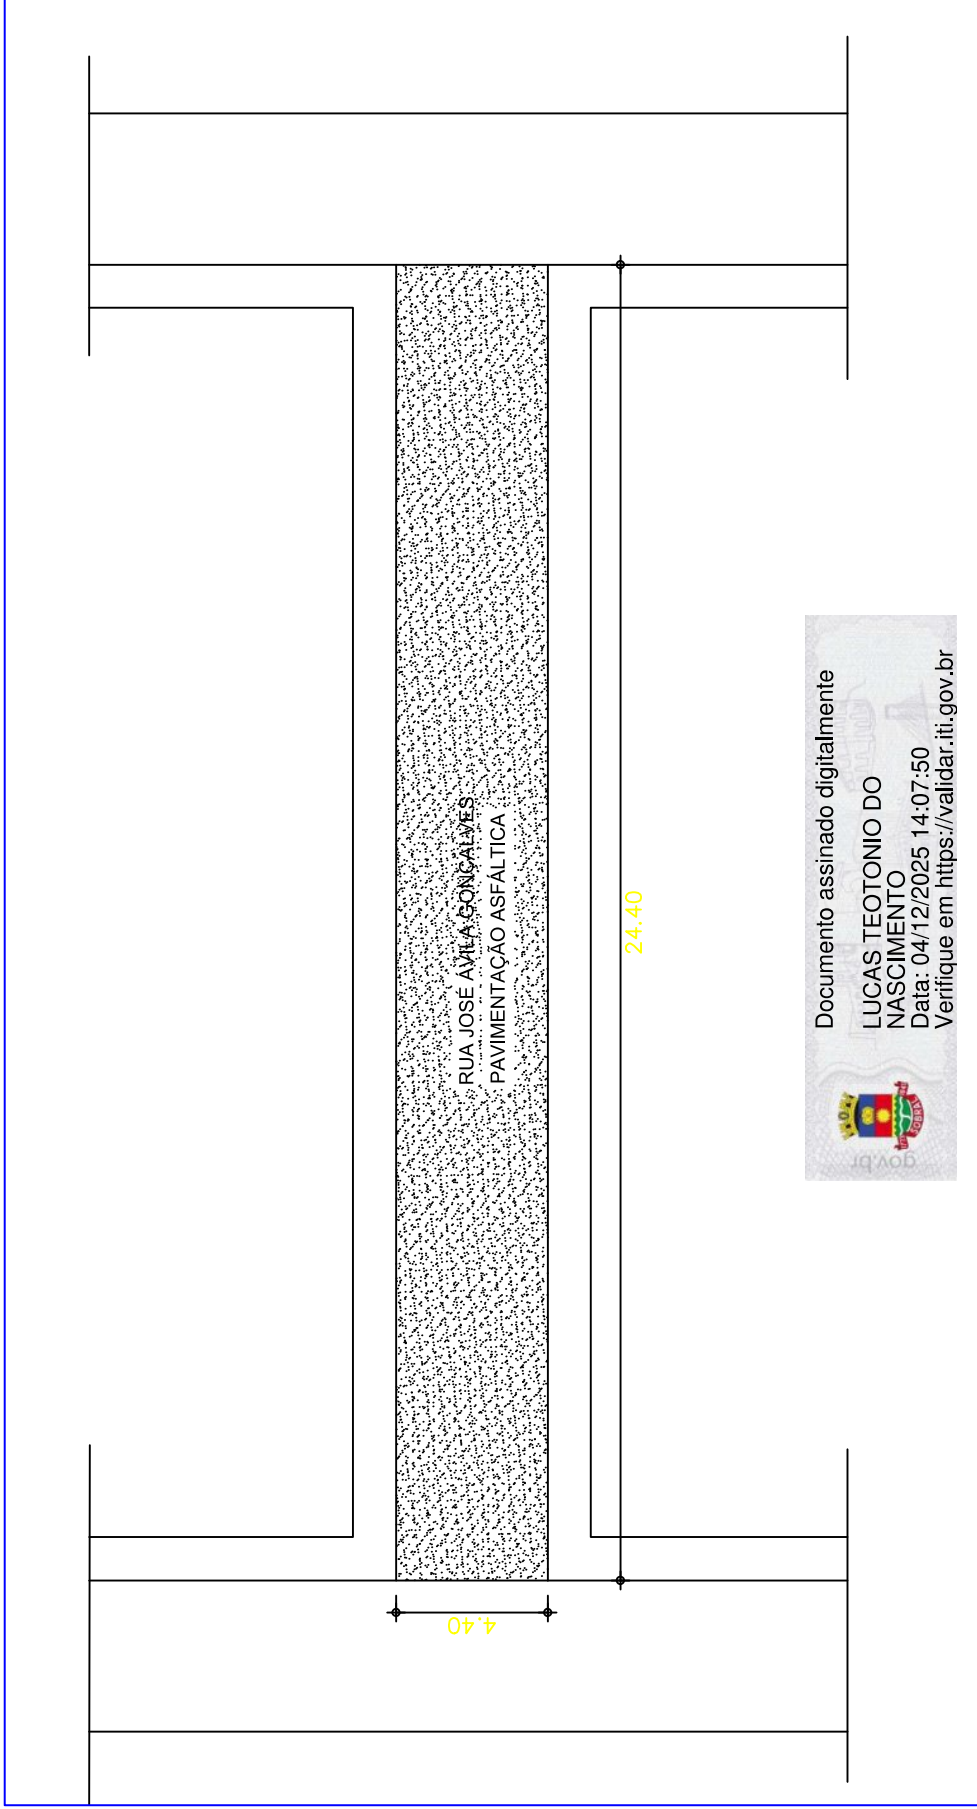 RUA JOSÉ ÁVILA GONÇALVES
PAVIMENTAÇÃO ASFÁLTICA
24.40
4.40
Documento assinado digitalmente
LUCAS TEOTONIO DO
NASCIMENTO
Data: 04/12/2025 14:07:50
Verifique em https://validar.iti.gov.br
gov.br
SOBRAL